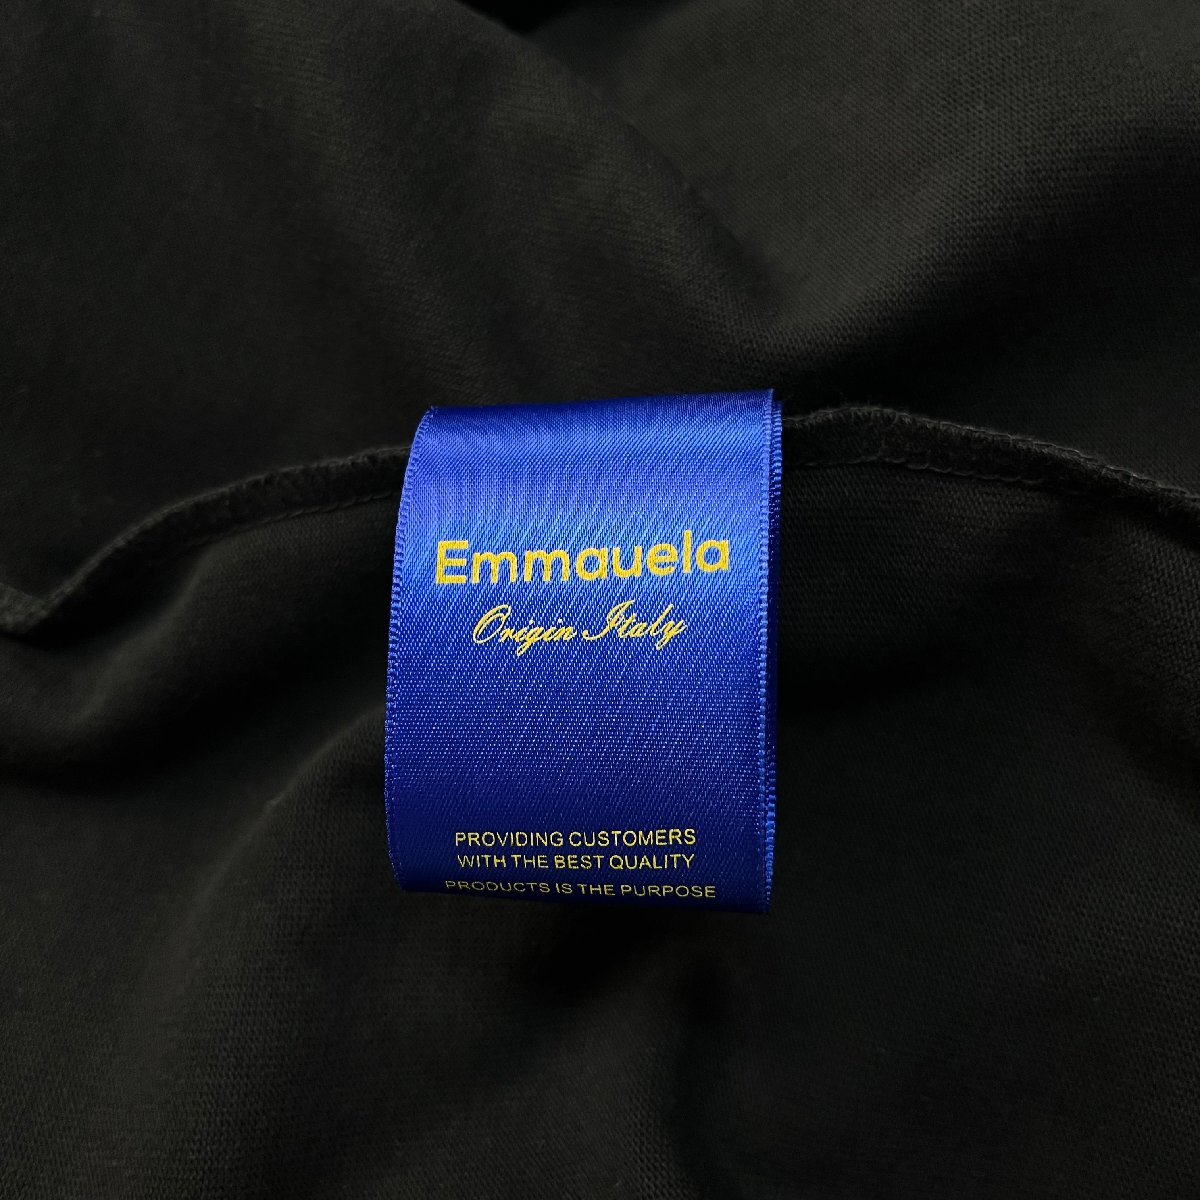 Emmauela
Origin Italy
PROVIDING CUSTOMERS
WITH THE BEST QUALITY
PRODUCTS IS THE PURPOSE